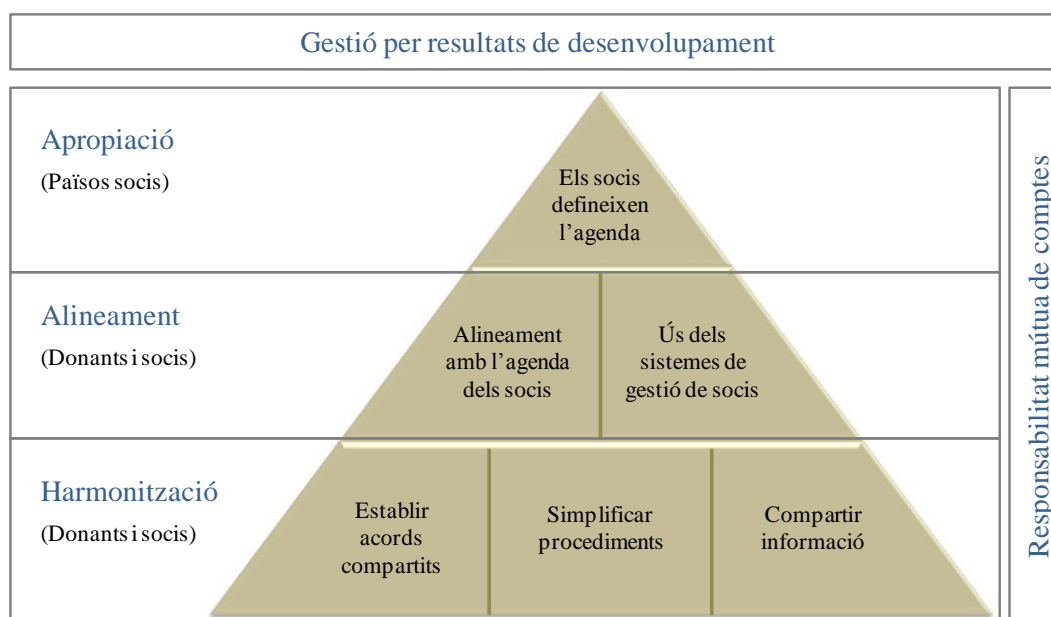 Gestió per resultats de desenvolupament
Apropiació
(Països socis)
Els socis
defineixen
l’agenda
Alineament
(Donants i socis)
Alineament
amb l’agenda
dels socis
Ús dels
sistemes de
gestió de socis
Harmonització
(Donants i socis)
Establir
acords
compartits
Simplificar
procediments
Compartir
informació
Responsabilitat mútua de comptes